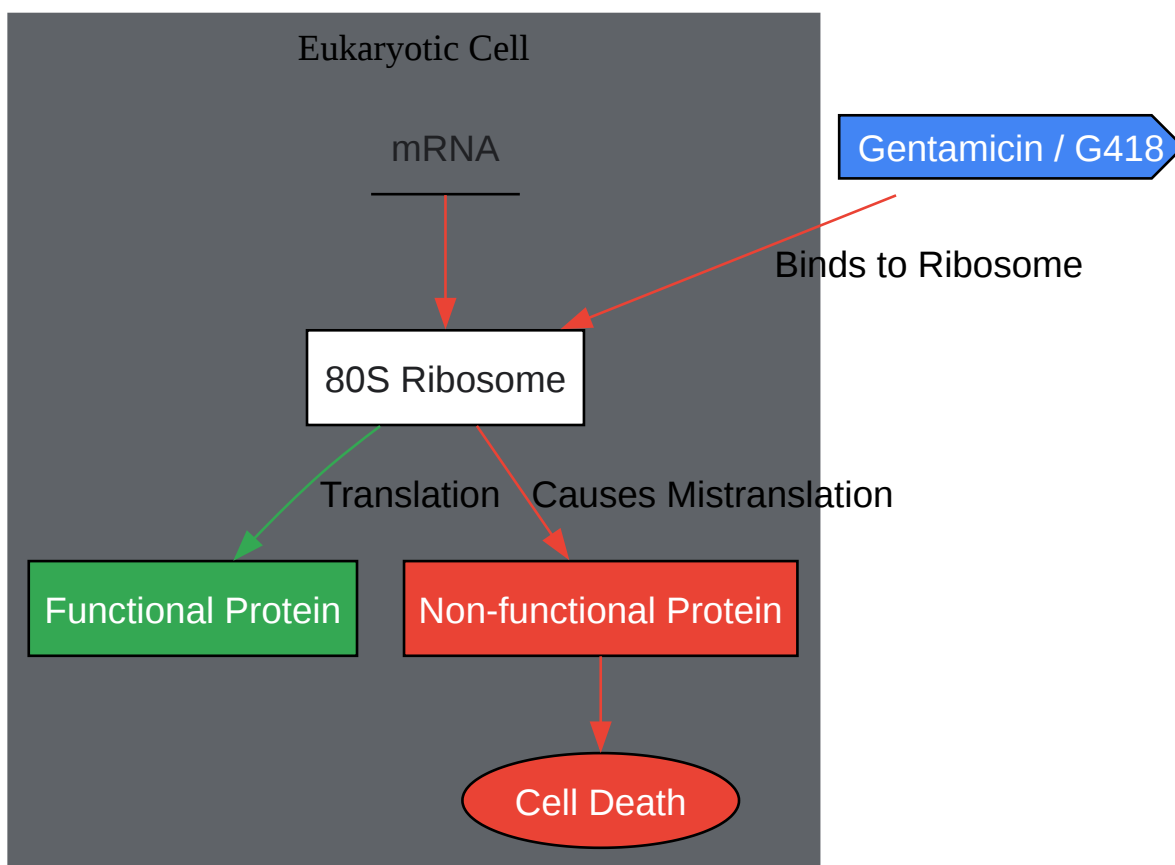 Eukaryotic Cell
mRNA
Gentamicin / G418
Binds to Ribosome
80S Ribosome
Translation
Causes Mistranslation
Functional Protein
Non-functional Protein
Cell Death